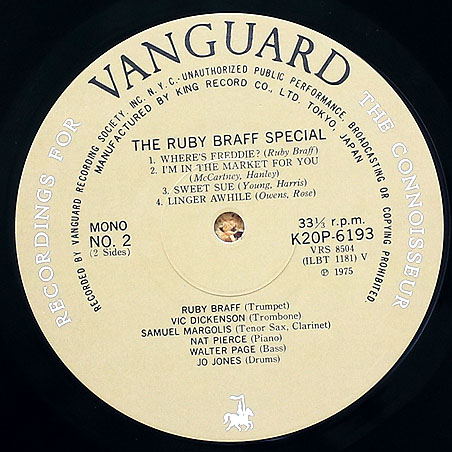 VANGUARD
RECORDINGS FOR THE CONNOISSEUR
RECORDED BY VANGUARD RECORDING SOCIETY, INC. N.Y.C.-UNAUTHORIZED PUBLIC PERFORMANCE, BROADCASTING OR COPYING PROHIBITED.
MANUFACTURED BY KING RECORD CO., LTD. TOKYO, JAPAN
THE RUBY BRAFF SPECIAL
1. WHERE'S FREDDIE? (Ruby Braff)
2. I'M IN THE MARKET FOR YOU
(McCartney, Hanley)
3. SWEET SUE (Young, Harris)
4. LINGER AWHILE (Owens, Rose)
MONO
NO. 2
(2 Sides)
33⅓ r.p.m.
K20P-6193
VRS 8504
(ILBT 1181) V
℗ 1975
RUBY BRAFF (Trumpet)
VIC DICKENSON (Trombone)
SAMUEL MARGOLIS (Tenor Sax, Clarinet)
NAT PIERCE (Piano)
WALTER PAGE (Bass)
JO JONES (Drums)